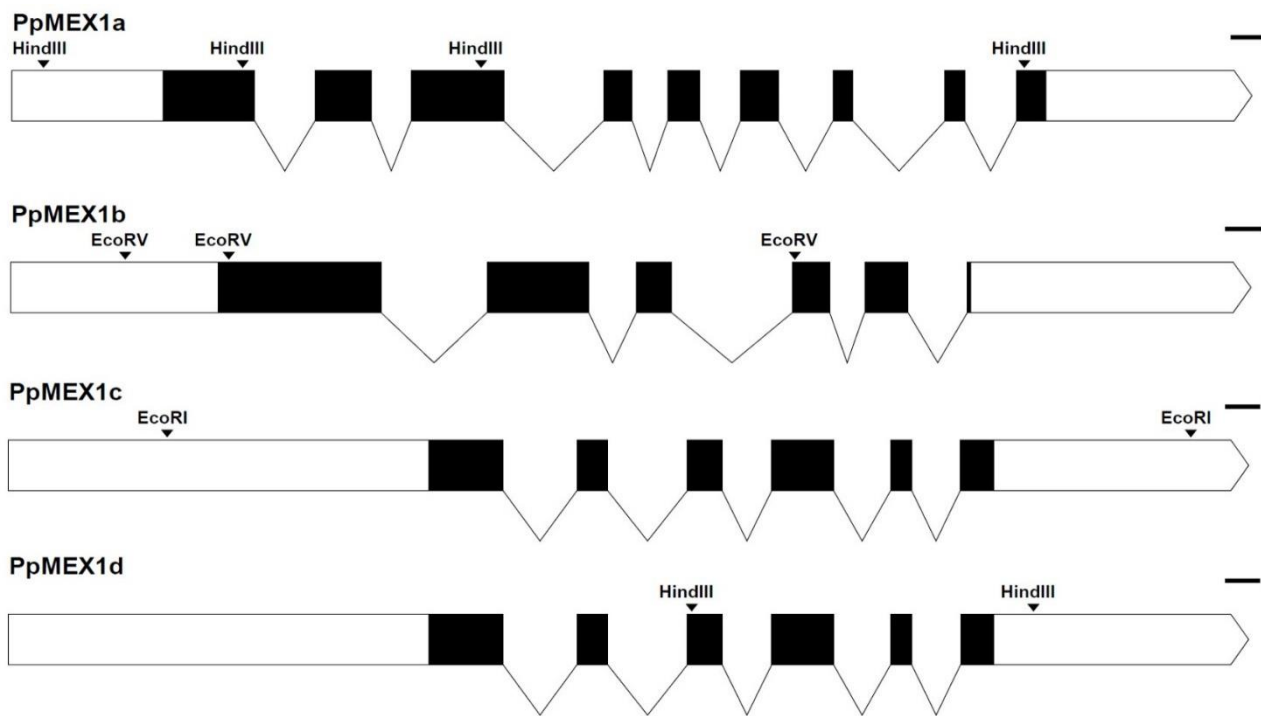 PpMEX1a
HindIII HindIII HindIII HindIII
PpMEX1b
EcoRV EcoRV EcoRV
PpMEX1c
EcoRI EcoRI
PpMEX1d
HindIII HindIII